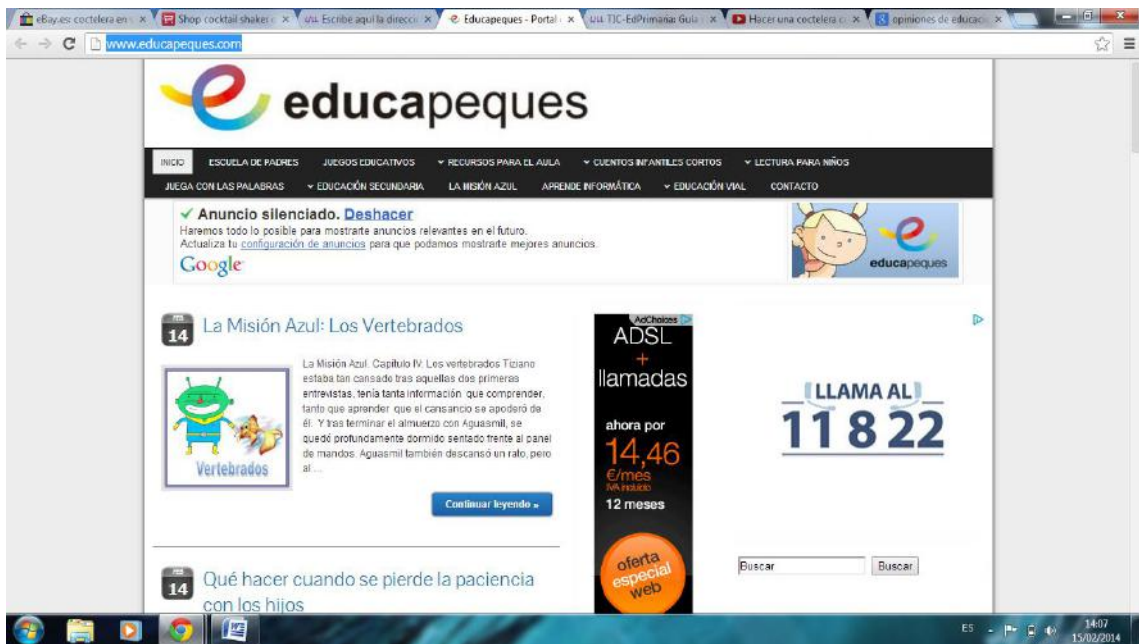 eBay.es: coctelera en
Shop cocktail shaker
Escribe aquí la direcci
Educapeques - Portal
TIC-EdPrimaria: Guía
Hacer una coctelera
opiniones de educaci
www.educapeques.com
educapeques
INICIO ESCUELA DE PADRES JUEGOS EDUCATIVOS RECURSOS PARA EL AULA CUENTOS INFANTILES CORTOS LECTURA PARA NIÑOS
JUEGA CON LAS PALABRAS EDUCACIÓN SECUNDARIA LA MISIÓN AZUL APRENDE INFORMÁTICA EDUCACIÓN VIAL CONTACTO
Anuncio silenciado. Deshacer
Haremos todo lo posible para mostrarte anuncios relevantes en el futuro.
Actualiza tu configuración de anuncios para que podamos mostrarte mejores anuncios.
Google
educapeques
FEB
14
La Misión Azul: Los Vertebrados
La Misión Azul. Capítulo IV. Los vertebrados Tiziano
estaba tan cansado tras aquellas dos primeras
entrevistas, tenía tanta información que comprender,
tanto que aprender que el cansancio se apoderó de
él. Y tras terminar el almuerzo con Aguasmil, se
quedó profundamente dormido sentado frente al panel
de mandos. Aguasmil también descansó un rato, pero
al ...
Vertebrados
Continuar leyendo »
FEB
14
Qué hacer cuando se pierde la paciencia
con los hijos
AdChoices
ADSL
+
llamadas
ahora por
14,46
€/mes
IVA incluido
12 meses
oferta
especial
web
LLAMA AL
11822
Buscar
Buscar
ES
14:07
15/02/2014